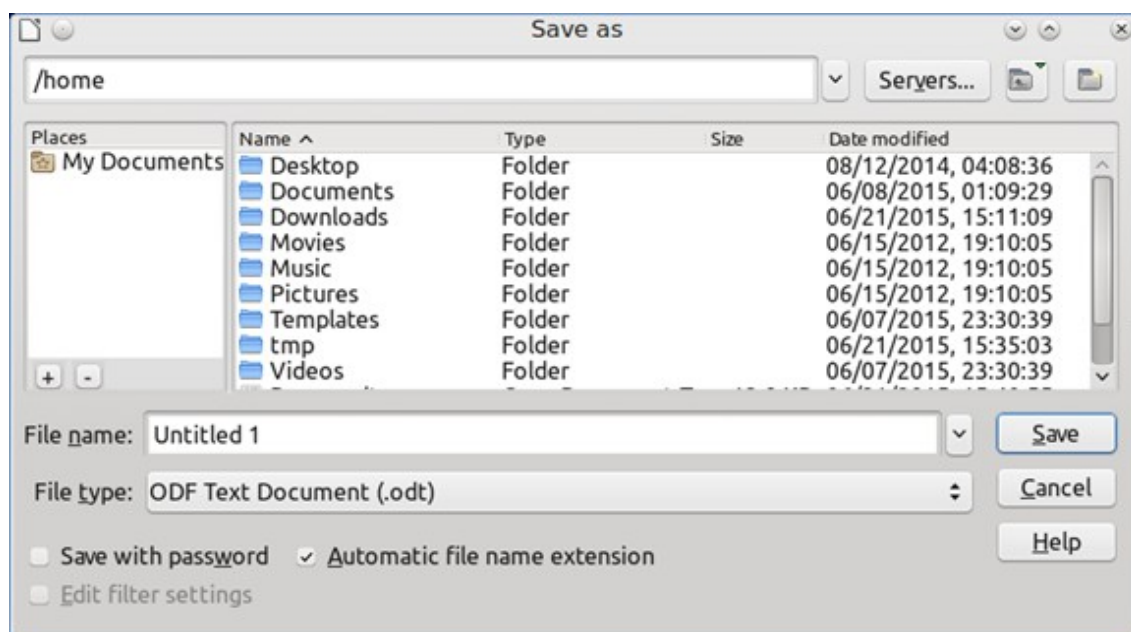 Save as
/home
Servers...
Places
My Documents
Name Type Size Date modified
Desktop Folder 08/12/2014, 04:08:36
Documents Folder 06/08/2015, 01:09:29
Downloads Folder 06/21/2015, 15:11:09
Movies Folder 06/15/2012, 19:10:05
Music Folder 06/15/2012, 19:10:05
Pictures Folder 06/15/2012, 19:10:05
Templates Folder 06/07/2015, 23:30:39
tmp Folder 06/21/2015, 15:35:03
Videos Folder 06/07/2015, 23:30:39
+ -
File name: Untitled 1 Save
File type: ODF Text Document (.odt) Cancel
Help
Save with password Automatic file name extension
Edit filter settings